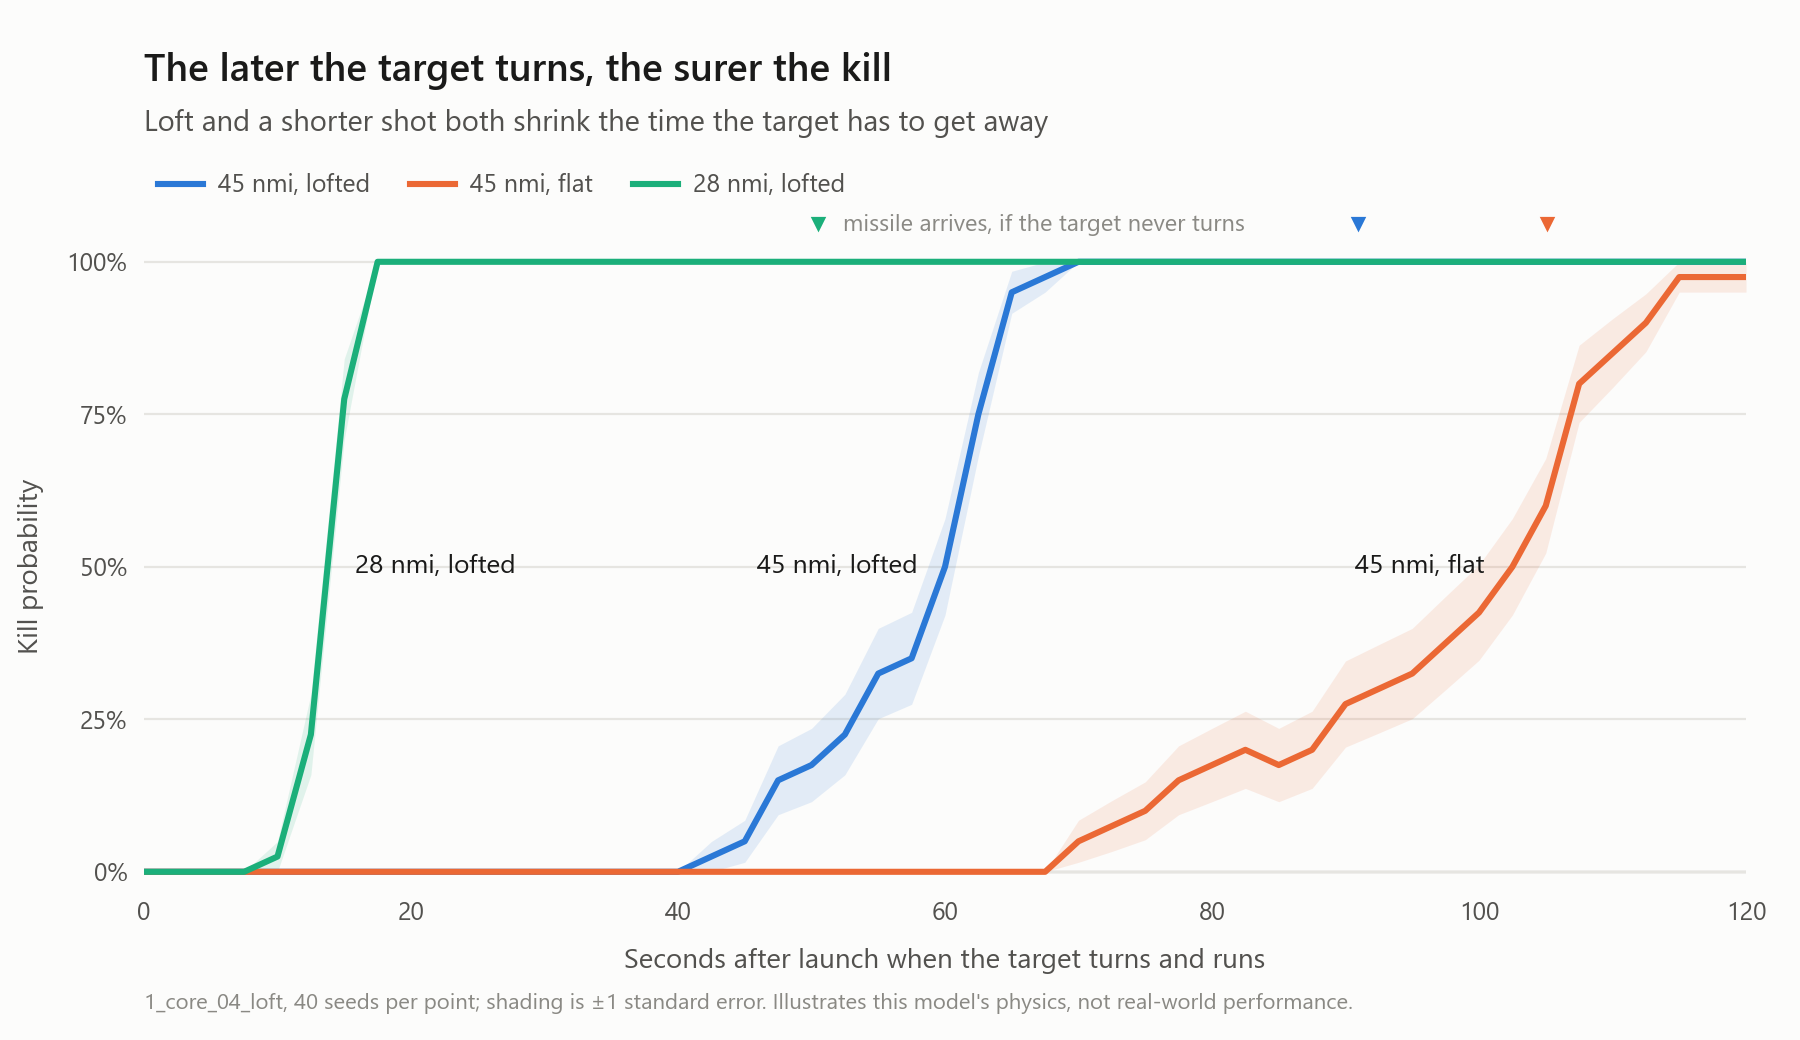 The later the target turns, the surer the kill
Loft and a shorter shot both shrink the time the target has to get away
45 nmi, lofted 45 nmi, flat 28 nmi, lofted
missile arrives, if the target never turns
100%
75%
50%
25%
0%
Kill probability
28 nmi, lofted
45 nmi, lofted
45 nmi, flat
0 20 40 60 80 100 120
Seconds after launch when the target turns and runs
1_core_04_loft, 40 seeds per point; shading is ±1 standard error. Illustrates this model's physics, not real-world performance.